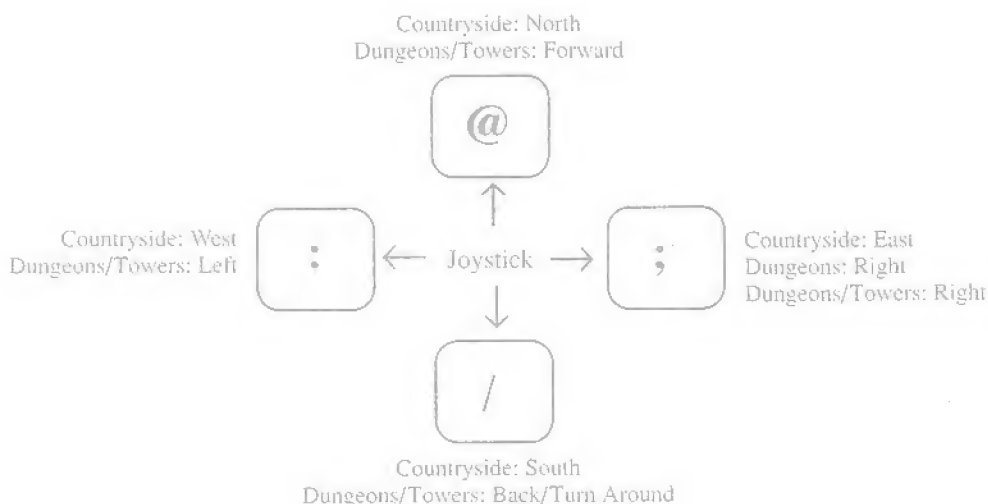 Countryside: North
Dungeons/Towers: Forward
@
Countryside: West
Dungeons/Towers: Left
:
Joystick
;
Countryside: East
Dungeons: Right
Dungeons/Towers: Right
/
Countryside: South
Dungeons/Towers: Back/Turn Around